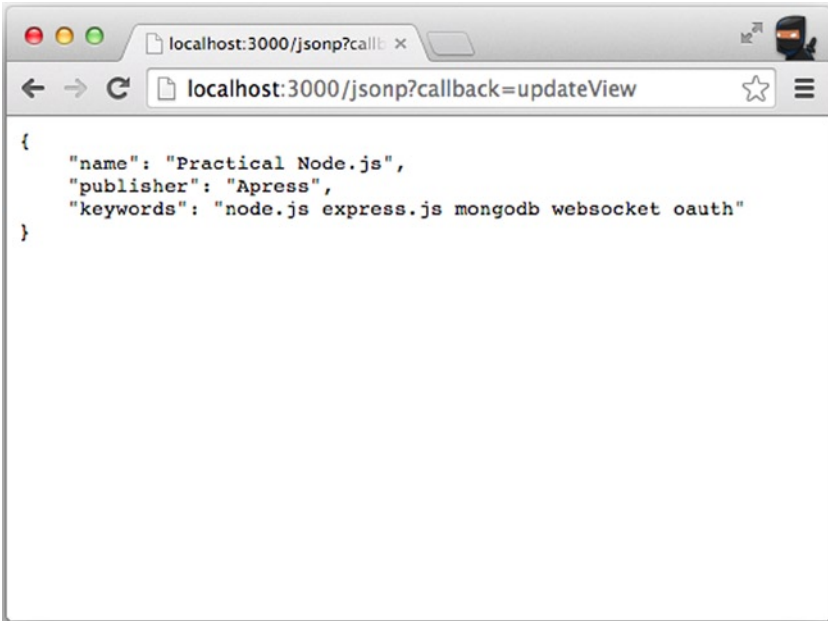 localhost:3000/jsonp?callb
localhost:3000/jsonp?callback=updateView
{
    "name": "Practical Node.js",
    "publisher": "Apress",
    "keywords": "node.js express.js mongodb websocket oauth"
}